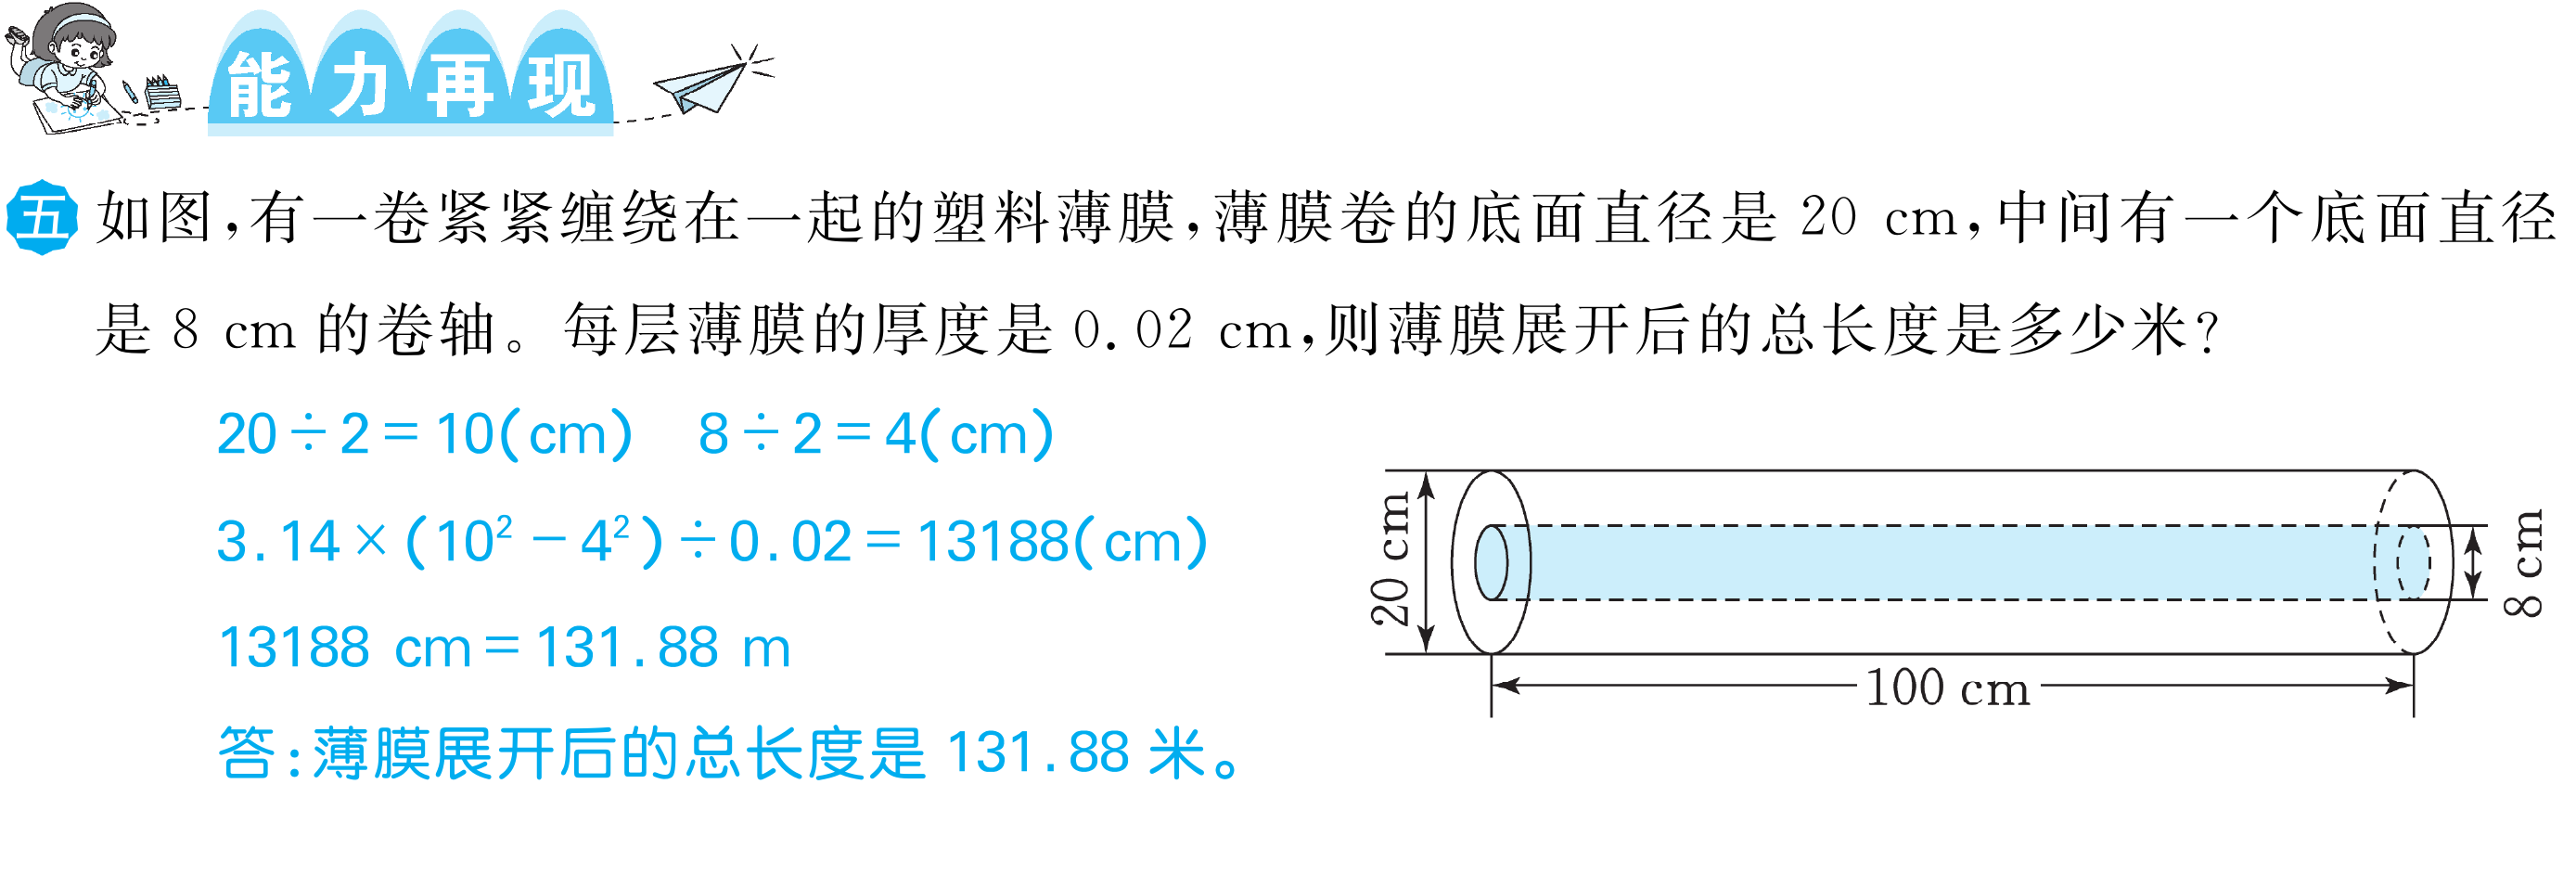 能力再现
五 如图,有一卷紧紧缠绕在一起的塑料薄膜,薄膜卷的底面直径是 20 cm,中间有一个底面直径
是 8 cm 的卷轴。每层薄膜的厚度是 0.02 cm,则薄膜展开后的总长度是多少米?
20÷2=10(cm) 8÷2=4(cm)
3.14×(10²-4²)÷0.02=13188(cm)
13188 cm=131.88 m
答:薄膜展开后的总长度是 131.88 米。
20 cm
8 cm
100 cm